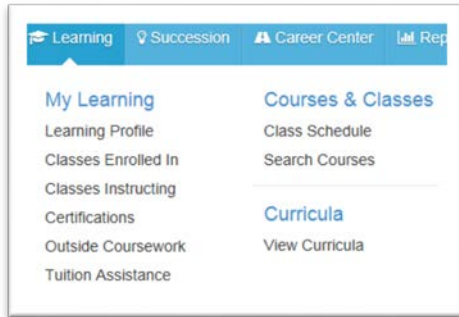 Learning Succession Career Center Rep
My Learning
Learning Profile
Classes Enrolled In
Classes Instructing
Certifications
Outside Coursework
Tuition Assistance
Courses & Classes
Class Schedule
Search Courses
Curricula
View Curricula